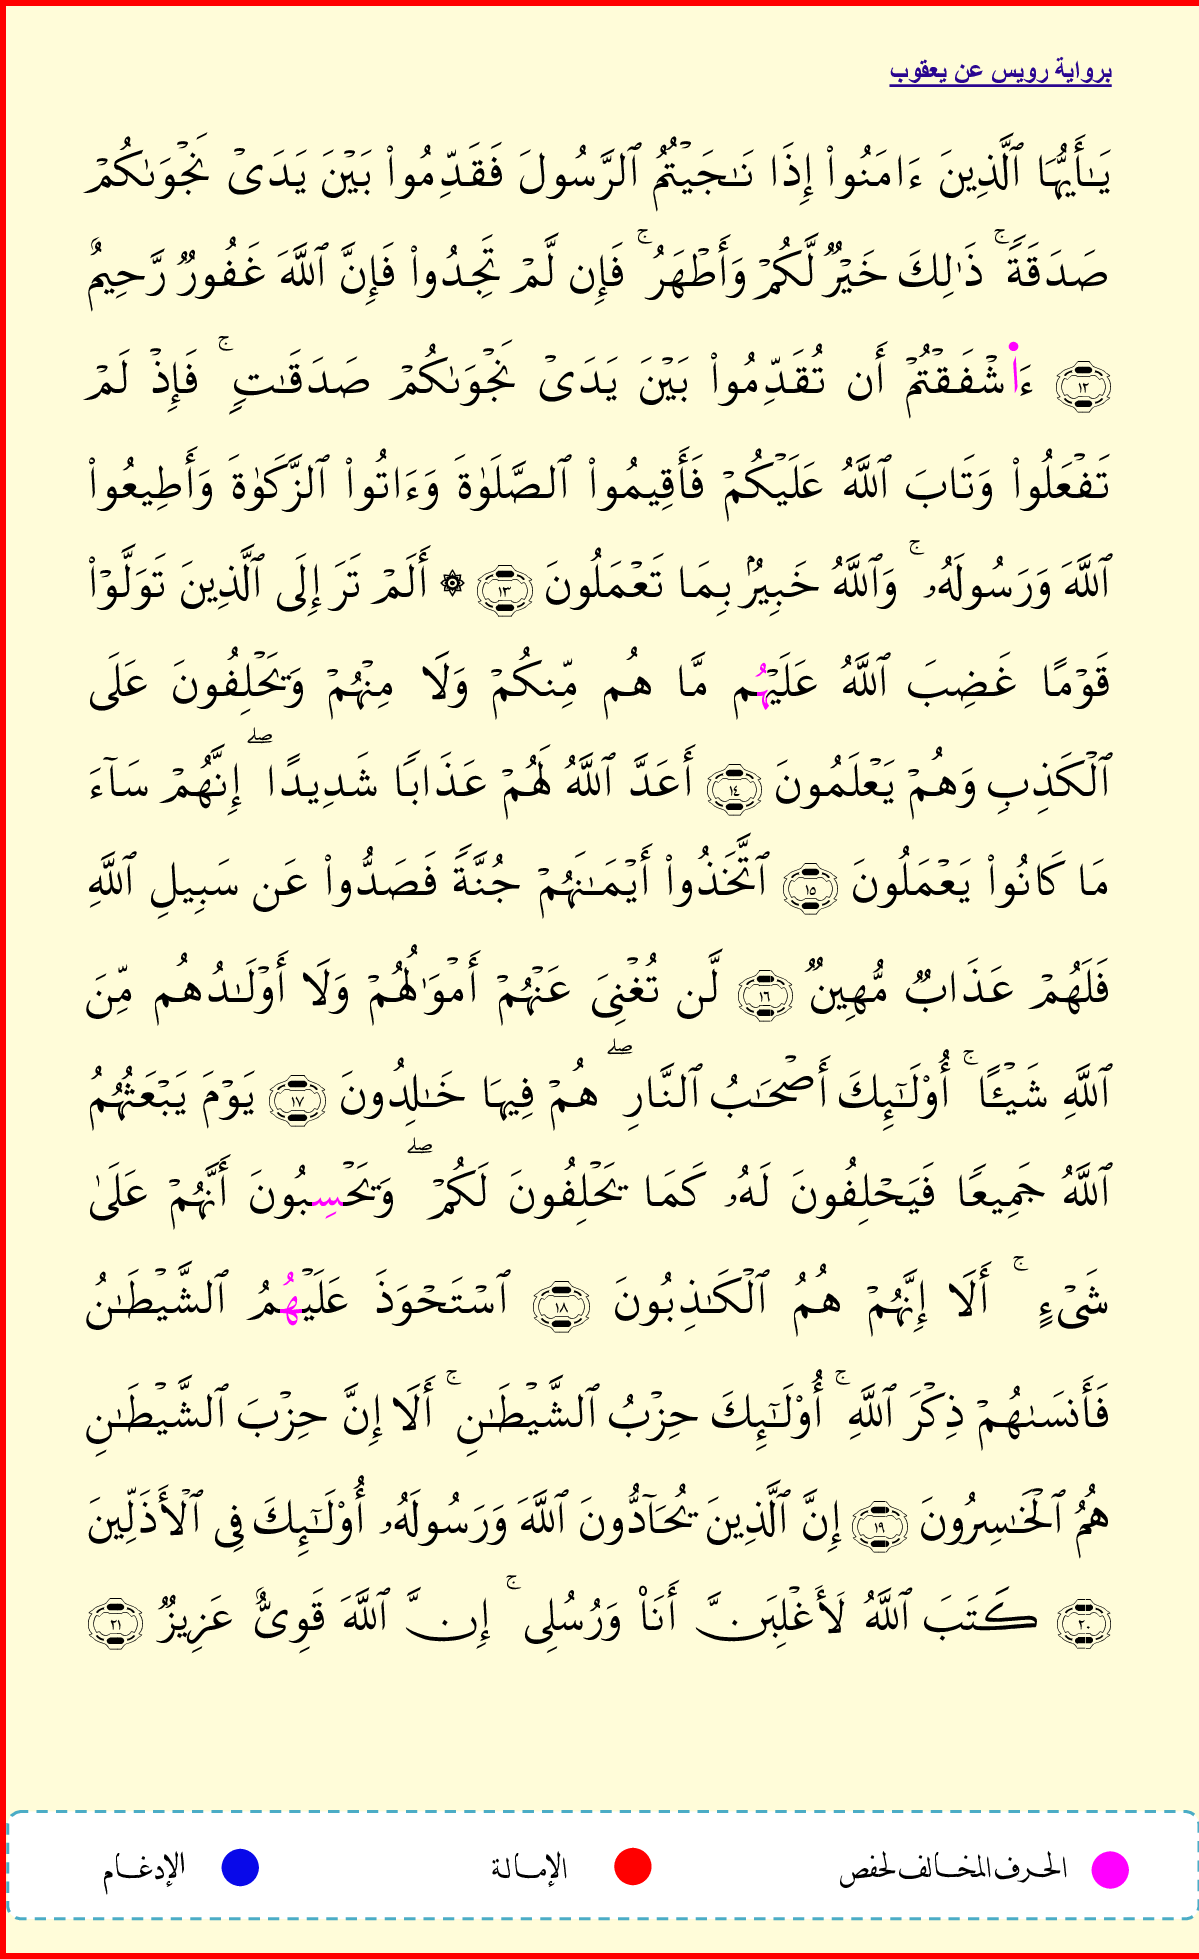 برواية رويس عن يعقوب
يَـٰٓأَيُّهَا ٱلَّذِينَ ءَامَنُوا۟ إِذَا نَـٰجَيْتُمُ ٱلرَّسُولَ فَقَدِّمُوا۟ بَيْنَ يَدَىْ نَجْوَىٰكُمْ
صَدَقَةً ۚ ذَٰلِكَ خَيْرٌ لَّكُمْ وَأَطْهَرُ ۚ فَإِن لَّمْ تَجِدُوا۟ فَإِنَّ ٱللَّهَ غَفُورٌ رَّحِيمٌ
١٢ ءَا۬شْفَقْتُمْ أَن تُقَدِّمُوا۟ بَيْنَ يَدَىْ نَجْوَىٰكُمْ صَدَقَـٰتٍ ۚ فَإِذْ لَمْ
تَفْعَلُوا۟ وَتَابَ ٱللَّهُ عَلَيْكُمْ فَأَقِيمُوا۟ ٱلصَّلَوٰةَ وَءَاتُوا۟ ٱلزَّكَوٰةَ وَأَطِيعُوا۟
ٱللَّهَ وَرَسُولَهُۥ ۚ وَٱللَّهُ خَبِيرٌۢ بِمَا تَعْمَلُونَ ١٣ ۞ أَلَمْ تَرَ إِلَى ٱلَّذِينَ تَوَلَّوْا۟
قَوْمًا غَضِبَ ٱللَّهُ عَلَيْهُم مَّا هُم مِّنكُمْ وَلَا مِنْهُمْ وَيَحْلِفُونَ عَلَى
ٱلْكَذِبِ وَهُمْ يَعْلَمُونَ ١٤ أَعَدَّ ٱللَّهُ لَهُمْ عَذَابًا شَدِيدًا ۖ إِنَّهُمْ سَآءَ
مَا كَانُوا۟ يَعْمَلُونَ ١٥ ٱتَّخَذُوا۟ أَيْمَـٰنَهُمْ جُنَّةً فَصَدُّوا۟ عَن سَبِيلِ ٱللَّهِ
فَلَهُمْ عَذَابٌ مُّهِينٌ ١٦ لَّن تُغْنِىَ عَنْهُمْ أَمْوَٰلُهُمْ وَلَا أَوْلَـٰدُهُم مِّنَ
ٱللَّهِ شَيْـًٔا ۚ أُو۟لَـٰٓئِكَ أَصْحَـٰبُ ٱلنَّارِ ۖ هُمْ فِيهَا خَـٰلِدُونَ ١٧ يَوْمَ يَبْعَثُهُمُ
ٱللَّهُ جَمِيعًا فَيَحْلِفُونَ لَهُۥ كَمَا يَحْلِفُونَ لَكُمْ ۖ وَيَحْسِبُونَ أَنَّهُمْ عَلَىٰ
شَىْءٍ ۚ أَلَا إِنَّهُمْ هُمُ ٱلْكَـٰذِبُونَ ١٨ ٱسْتَحْوَذَ عَلَيْهُمُ ٱلشَّيْطَـٰنُ
فَأَنسَىٰهُمْ ذِكْرَ ٱللَّهِ ۚ أُو۟لَـٰٓئِكَ حِزْبُ ٱلشَّيْطَـٰنِ ۚ أَلَا إِنَّ حِزْبَ ٱلشَّيْطَـٰنِ
هُمُ ٱلْخَـٰسِرُونَ ١٩ إِنَّ ٱلَّذِينَ يُحَآدُّونَ ٱللَّهَ وَرَسُولَهُۥ أُو۟لَـٰٓئِكَ فِى ٱلْأَذَلِّينَ
٢٠ كَتَبَ ٱللَّهُ لَأَغْلِبَنَّ أَنَا۠ وَرُسُلِى ۚ إِنَّ ٱللَّهَ قَوِىٌّ عَزِيزٌ ٢١
الحرف المخالف لحفص الإمالة الإدغام